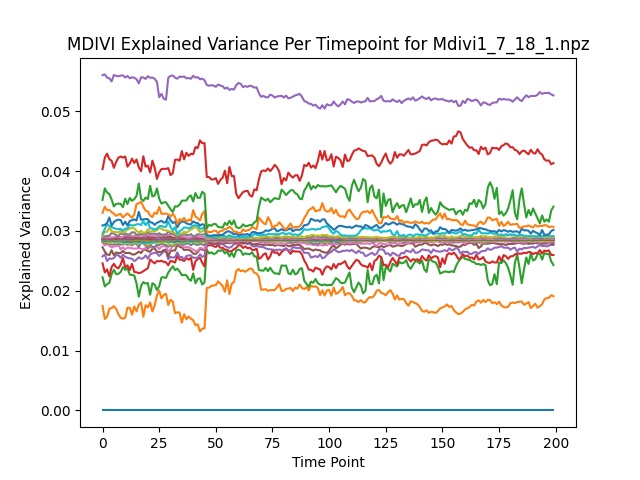 MDIVI Explained Variance Per Timepoint for Mdivi1_7_18_1.npz
Explained Variance
0.05
0.04
0.03
0.02
0.01
0.00
0 25 50 75 100 125 150 175 200
Time Point